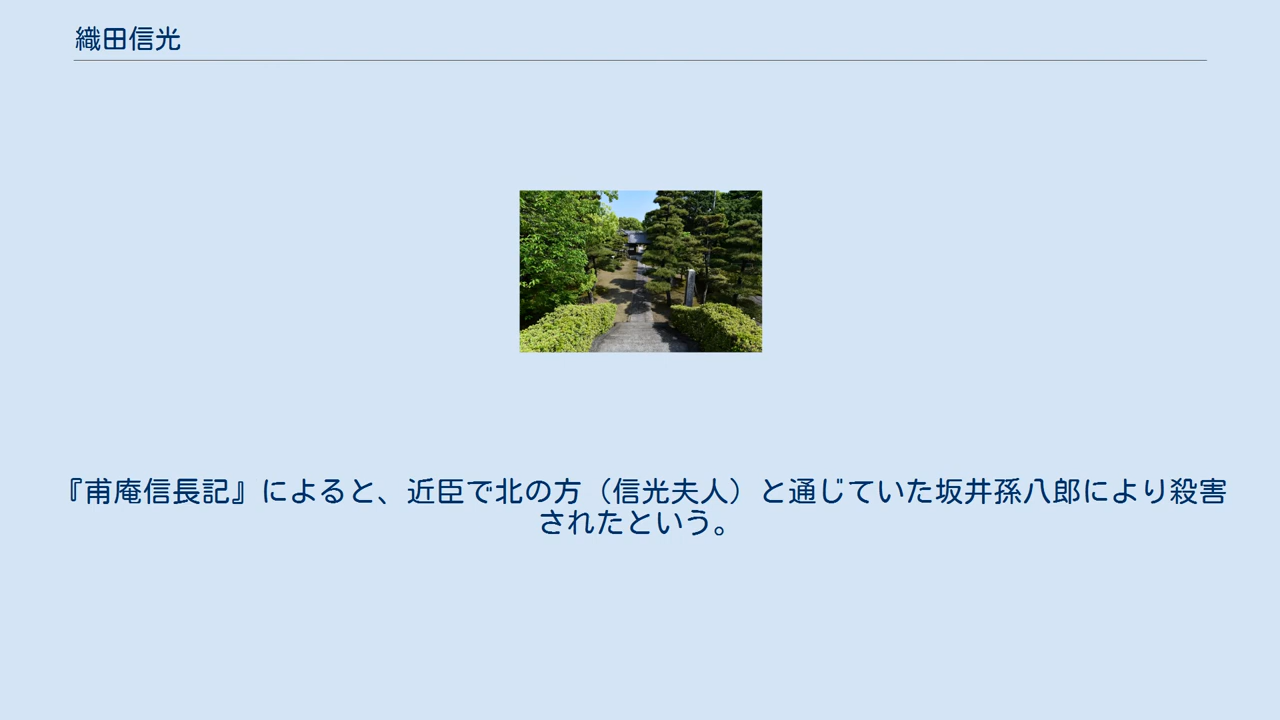 織田信光
『甫庵信長記』によると、近臣で北の方（信光夫人）と通じていた坂井孫八郎により殺害
されたという。